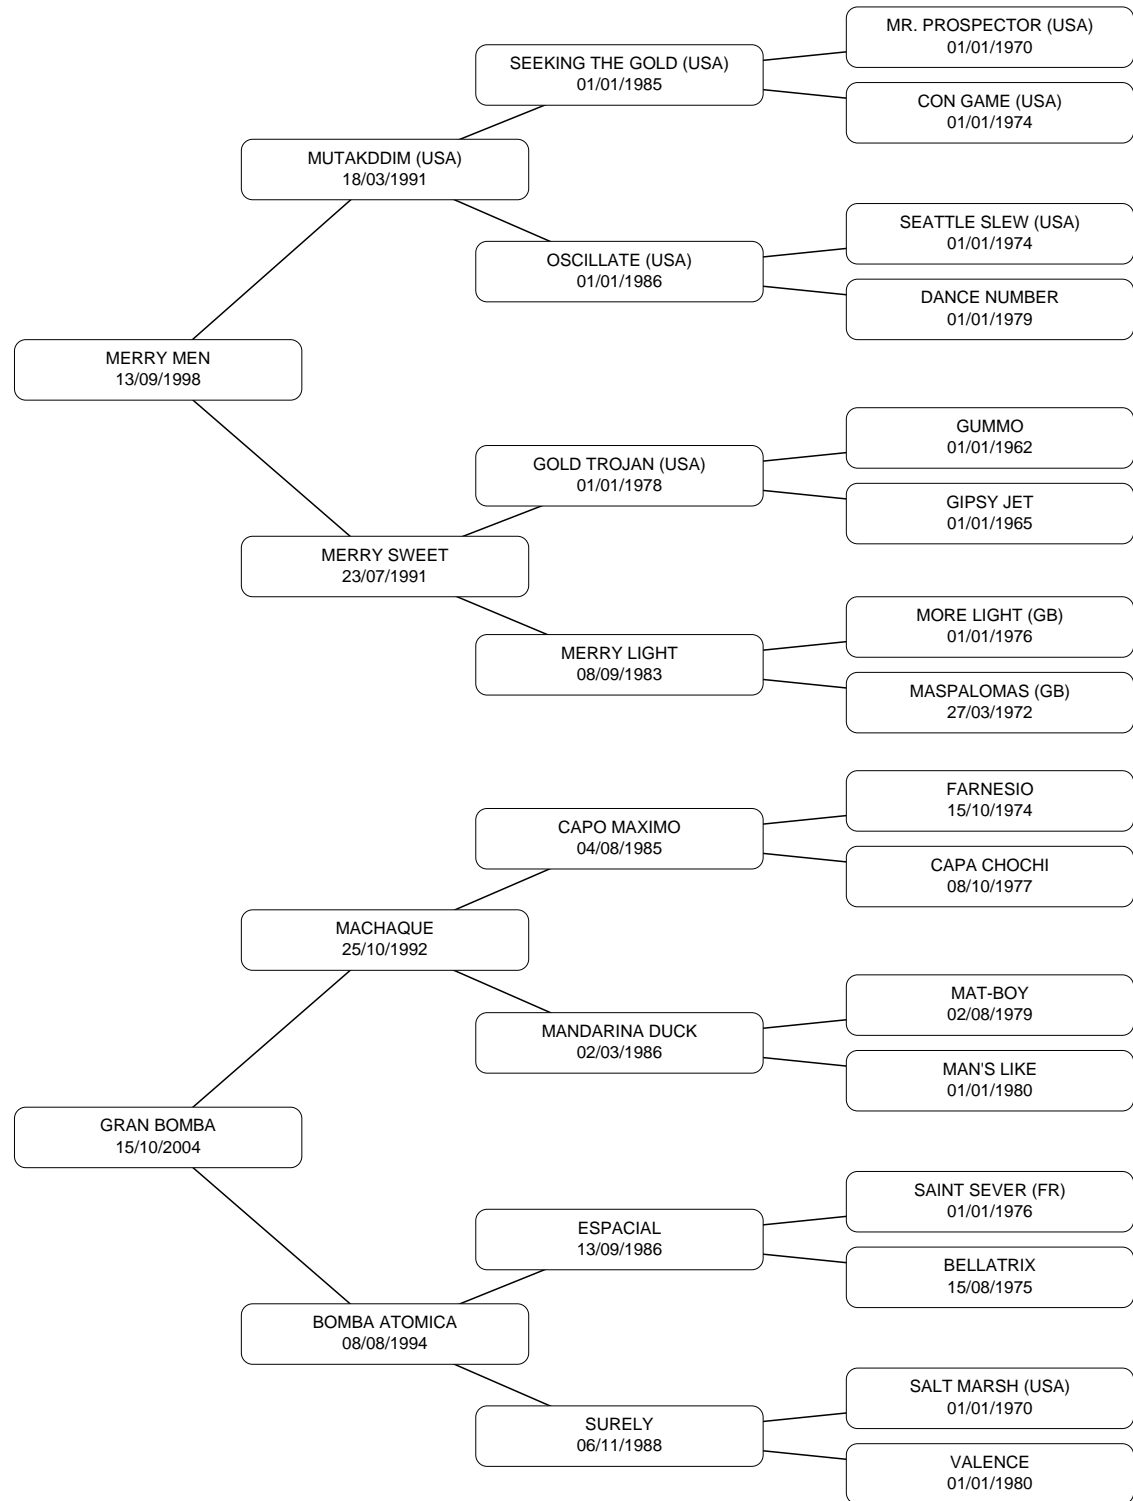 MR. PROSPECTOR (USA)
01/01/1970
SEEKING THE GOLD (USA)
01/01/1985
CON GAME (USA)
01/01/1974
MUTAKDDIM (USA)
18/03/1991
SEATTLE SLEW (USA)
01/01/1974
OSCILLATE (USA)
01/01/1986
DANCE NUMBER
01/01/1979
MERRY MEN
13/09/1998
GUMMO
01/01/1962
GOLD TROJAN (USA)
01/01/1978
GIPSY JET
01/01/1965
MERRY SWEET
23/07/1991
MORE LIGHT (GB)
01/01/1976
MERRY LIGHT
08/09/1983
MASPALOMAS (GB)
27/03/1972
FARNESIO
15/10/1974
CAPO MAXIMO
04/08/1985
CAPA CHOCHI
08/10/1977
MACHAQUE
25/10/1992
MAT-BOY
02/08/1979
MANDARINA DUCK
02/03/1986
MAN'S LIKE
01/01/1980
GRAN BOMBA
15/10/2004
SAINT SEVER (FR)
01/01/1976
ESPACIAL
13/09/1986
BELLATRIX
15/08/1975
BOMBA ATOMICA
08/08/1994
SALT MARSH (USA)
01/01/1970
SURELY
06/11/1988
VALENCE
01/01/1980